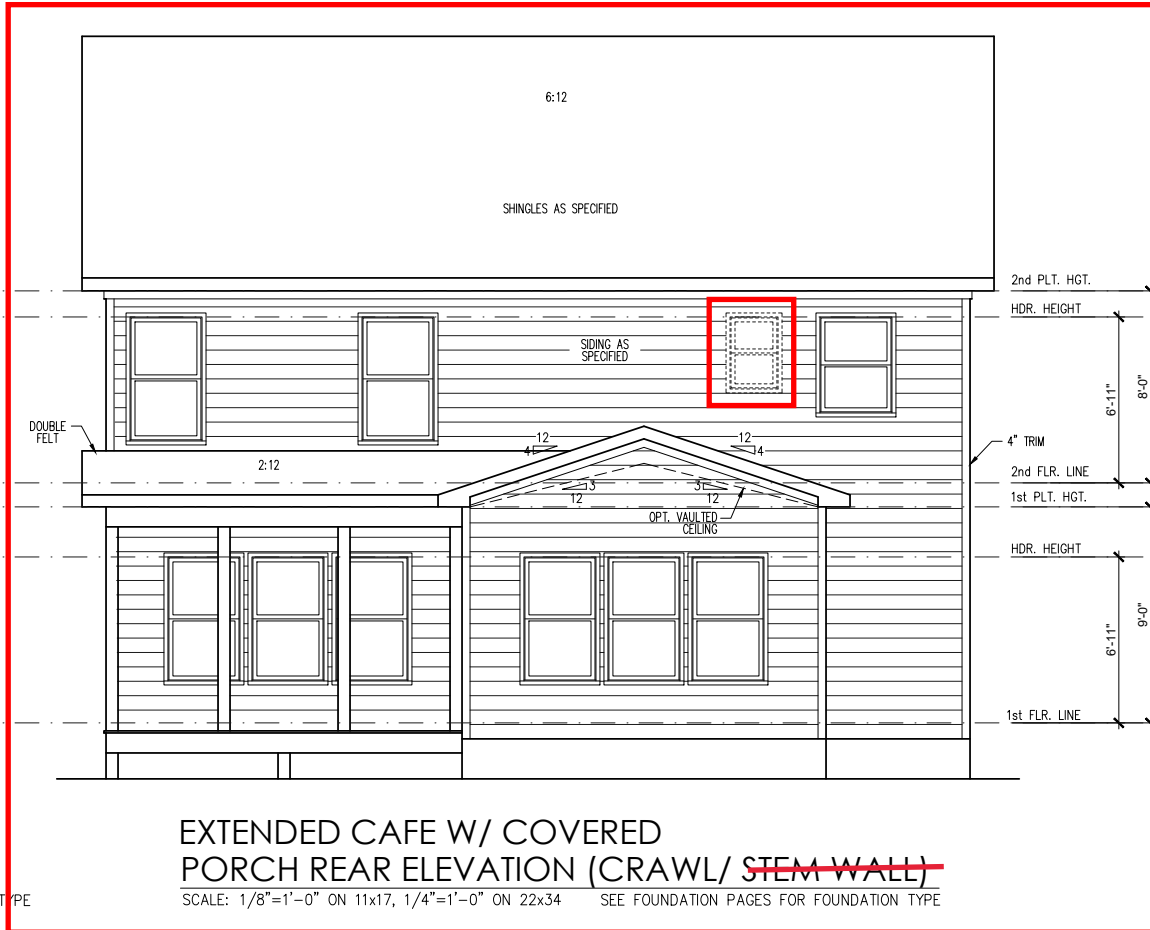 6:12
SHINGLES AS SPECIFIED
2nd PLT. HGT.
HDR. HEIGHT
SIDING AS
SPECIFIED
6'-11"
8'-0"
DOUBLE
FELT
2:12
12
4
12
4
4" TRIM
2nd FLR. LINE
3
12
3
12
1st PLT. HGT.
OPT. VAULTED
CEILING
HDR. HEIGHT
6'-11"
9'-0"
1st FLR. LINE
EXTENDED CAFE W/ COVERED
PORCH REAR ELEVATION (CRAWL/ STEM WALL)
SCALE: 1/8"=1'-0" ON 11x17, 1/4"=1'-0" ON 22x34 SEE FOUNDATION PAGES FOR FOUNDATION TYPE